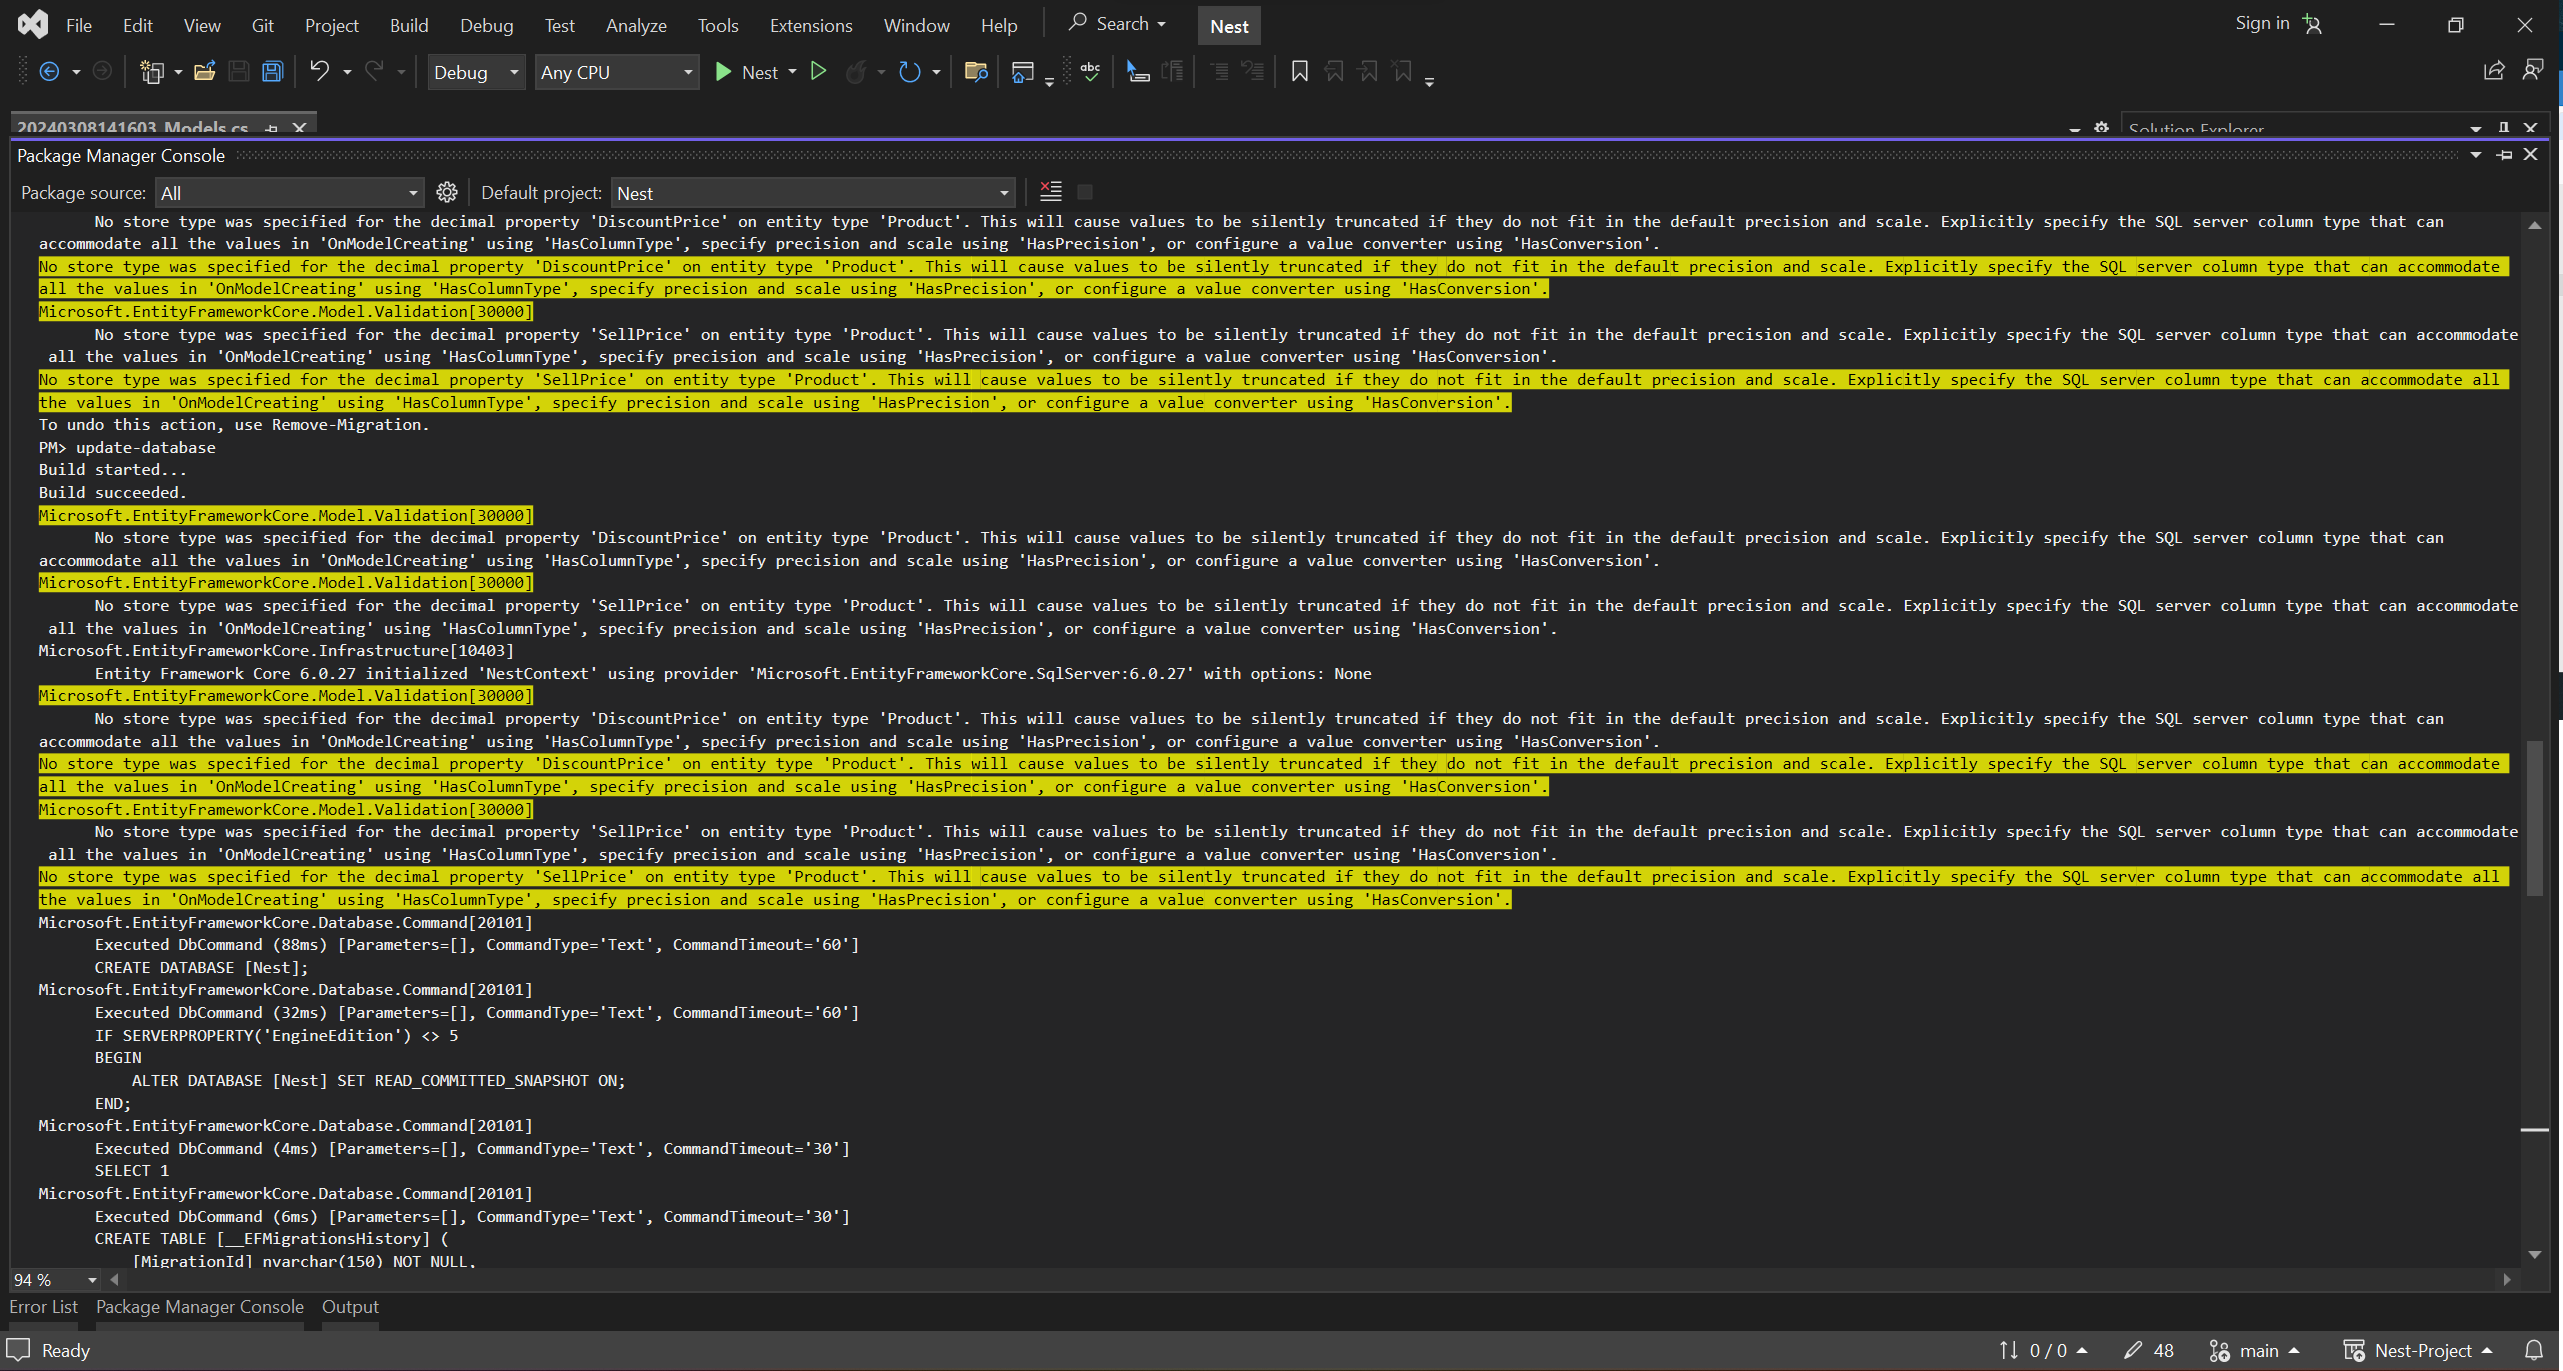 File Edit View Git Project Build Debug Test Analyze Tools Extensions Window Help Search Nest Sign in
Debug Any CPU Nest abc
20240308141603_Models.cs Solution Explorer
Package Manager Console
Package source: All Default project: Nest
No store type was specified for the decimal property 'DiscountPrice' on entity type 'Product'. This will cause values to be silently truncated if they do not fit in the default precision and scale. Explicitly specify the SQL server column type that can
accommodate all the values in 'OnModelCreating' using 'HasColumnType', specify precision and scale using 'HasPrecision', or configure a value converter using 'HasConversion'.
No store type was specified for the decimal property 'DiscountPrice' on entity type 'Product'. This will cause values to be silently truncated if they do not fit in the default precision and scale. Explicitly specify the SQL server column type that can accommodate
all the values in 'OnModelCreating' using 'HasColumnType', specify precision and scale using 'HasPrecision', or configure a value converter using 'HasConversion'.
Microsoft.EntityFrameworkCore.Model.Validation[30000]
No store type was specified for the decimal property 'SellPrice' on entity type 'Product'. This will cause values to be silently truncated if they do not fit in the default precision and scale. Explicitly specify the SQL server column type that can accommodate
all the values in 'OnModelCreating' using 'HasColumnType', specify precision and scale using 'HasPrecision', or configure a value converter using 'HasConversion'.
No store type was specified for the decimal property 'SellPrice' on entity type 'Product'. This will cause values to be silently truncated if they do not fit in the default precision and scale. Explicitly specify the SQL server column type that can accommodate all
the values in 'OnModelCreating' using 'HasColumnType', specify precision and scale using 'HasPrecision', or configure a value converter using 'HasConversion'.
To undo this action, use Remove-Migration.
PM> update-database
Build started...
Build succeeded.
Microsoft.EntityFrameworkCore.Model.Validation[30000]
No store type was specified for the decimal property 'DiscountPrice' on entity type 'Product'. This will cause values to be silently truncated if they do not fit in the default precision and scale. Explicitly specify the SQL server column type that can
accommodate all the values in 'OnModelCreating' using 'HasColumnType', specify precision and scale using 'HasPrecision', or configure a value converter using 'HasConversion'.
Microsoft.EntityFrameworkCore.Model.Validation[30000]
No store type was specified for the decimal property 'SellPrice' on entity type 'Product'. This will cause values to be silently truncated if they do not fit in the default precision and scale. Explicitly specify the SQL server column type that can accommodate
all the values in 'OnModelCreating' using 'HasColumnType', specify precision and scale using 'HasPrecision', or configure a value converter using 'HasConversion'.
Microsoft.EntityFrameworkCore.Infrastructure[10403]
Entity Framework Core 6.0.27 initialized 'NestContext' using provider 'Microsoft.EntityFrameworkCore.SqlServer:6.0.27' with options: None
Microsoft.EntityFrameworkCore.Model.Validation[30000]
No store type was specified for the decimal property 'DiscountPrice' on entity type 'Product'. This will cause values to be silently truncated if they do not fit in the default precision and scale. Explicitly specify the SQL server column type that can
accommodate all the values in 'OnModelCreating' using 'HasColumnType', specify precision and scale using 'HasPrecision', or configure a value converter using 'HasConversion'.
No store type was specified for the decimal property 'DiscountPrice' on entity type 'Product'. This will cause values to be silently truncated if they do not fit in the default precision and scale. Explicitly specify the SQL server column type that can accommodate
all the values in 'OnModelCreating' using 'HasColumnType', specify precision and scale using 'HasPrecision', or configure a value converter using 'HasConversion'.
Microsoft.EntityFrameworkCore.Model.Validation[30000]
No store type was specified for the decimal property 'SellPrice' on entity type 'Product'. This will cause values to be silently truncated if they do not fit in the default precision and scale. Explicitly specify the SQL server column type that can accommodate
all the values in 'OnModelCreating' using 'HasColumnType', specify precision and scale using 'HasPrecision', or configure a value converter using 'HasConversion'.
No store type was specified for the decimal property 'SellPrice' on entity type 'Product'. This will cause values to be silently truncated if they do not fit in the default precision and scale. Explicitly specify the SQL server column type that can accommodate all
the values in 'OnModelCreating' using 'HasColumnType', specify precision and scale using 'HasPrecision', or configure a value converter using 'HasConversion'.
Microsoft.EntityFrameworkCore.Database.Command[20101]
Executed DbCommand (88ms) [Parameters=[], CommandType='Text', CommandTimeout='60']
CREATE DATABASE [Nest];
Microsoft.EntityFrameworkCore.Database.Command[20101]
Executed DbCommand (32ms) [Parameters=[], CommandType='Text', CommandTimeout='60']
IF SERVERPROPERTY('EngineEdition') <> 5
BEGIN
ALTER DATABASE [Nest] SET READ_COMMITTED_SNAPSHOT ON;
END;
Microsoft.EntityFrameworkCore.Database.Command[20101]
Executed DbCommand (4ms) [Parameters=[], CommandType='Text', CommandTimeout='30']
SELECT 1
Microsoft.EntityFrameworkCore.Database.Command[20101]
Executed DbCommand (6ms) [Parameters=[], CommandType='Text', CommandTimeout='30']
CREATE TABLE [__EFMigrationsHistory] (
[MigrationId] nvarchar(150) NOT NULL,
94 %
Error List Package Manager Console Output
Ready 0 / 0 48 main Nest-Project